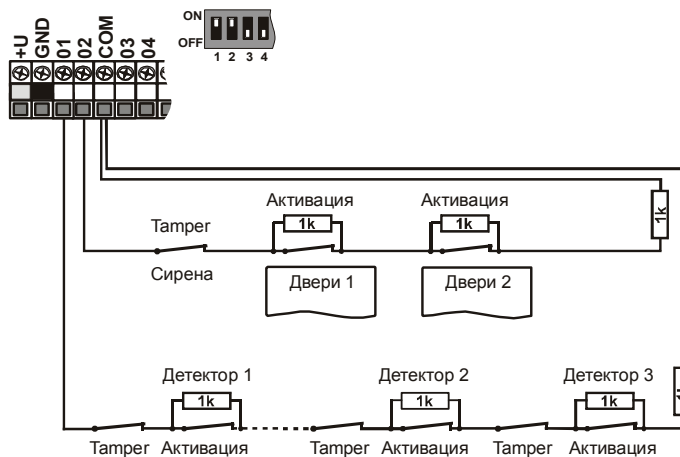 ON
OFF
1 2 3 4
+U GND 01 02 COM 03 04
Активация Активация
1k 1k
1k
Tamper
Сирена
Двери 1 Двери 2
Детектор 1 Детектор 2 Детектор 3
1k 1k 1k
Tamper Активация Tamper Активация Tamper Активация